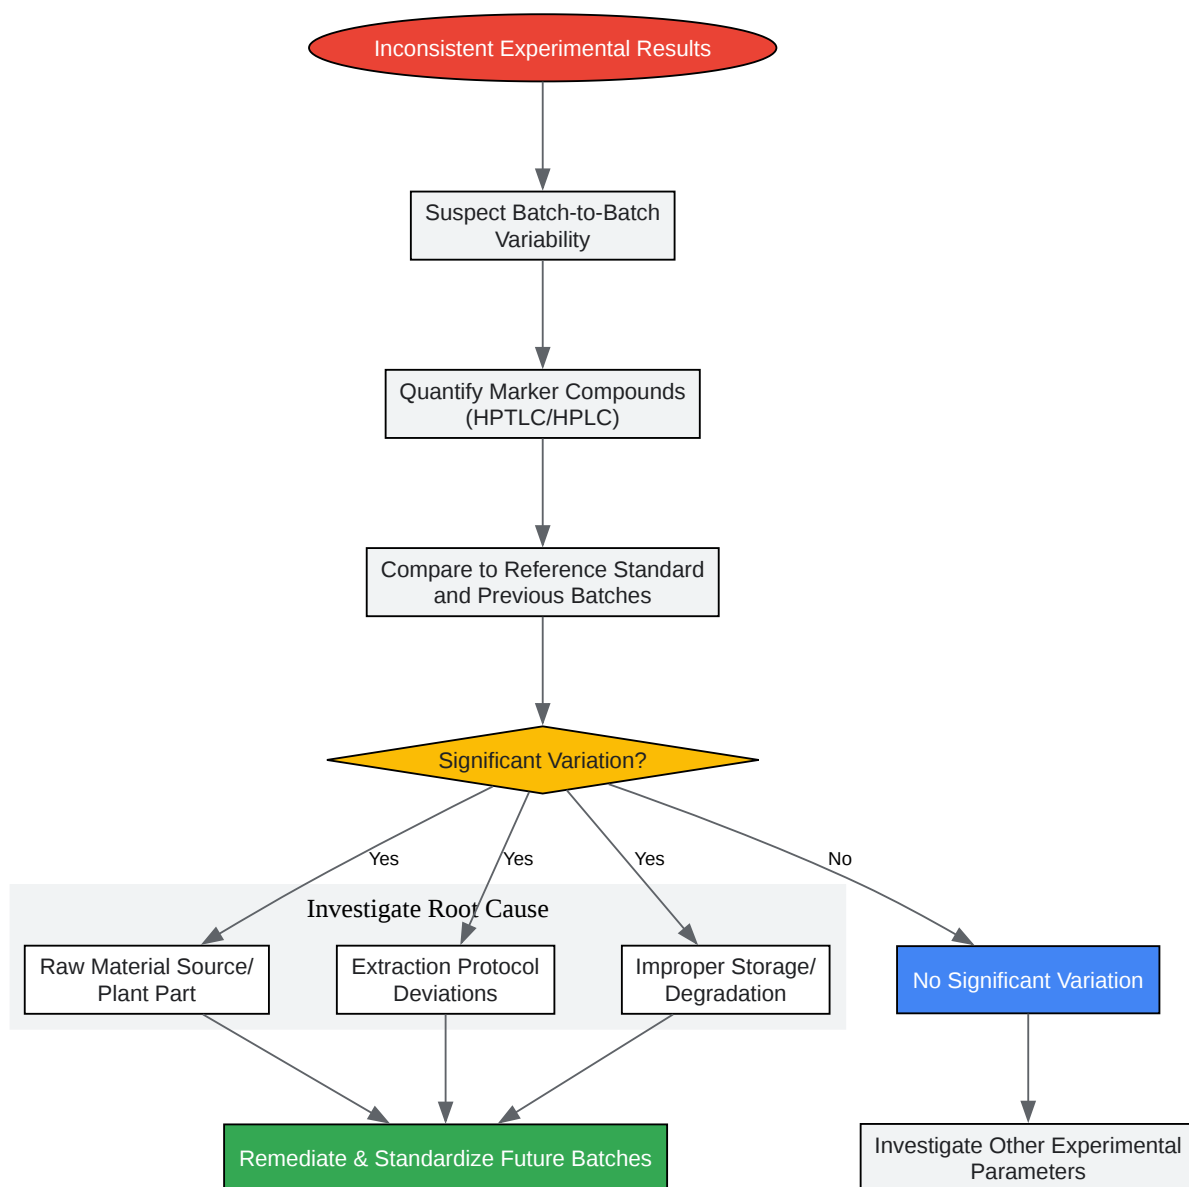 Inconsistent Experimental Results
Suspect Batch-to-Batch
Variability
Quantify Marker Compounds
(HPTLC/HPLC)
Compare to Reference Standard
and Previous Batches
Significant Variation?
Yes
Yes
Yes
No
Investigate Root Cause
Raw Material Source/
Plant Part
Extraction Protocol
Deviations
Improper Storage/
Degradation
No Significant Variation
Remediate & Standardize Future Batches
Investigate Other Experimental
Parameters